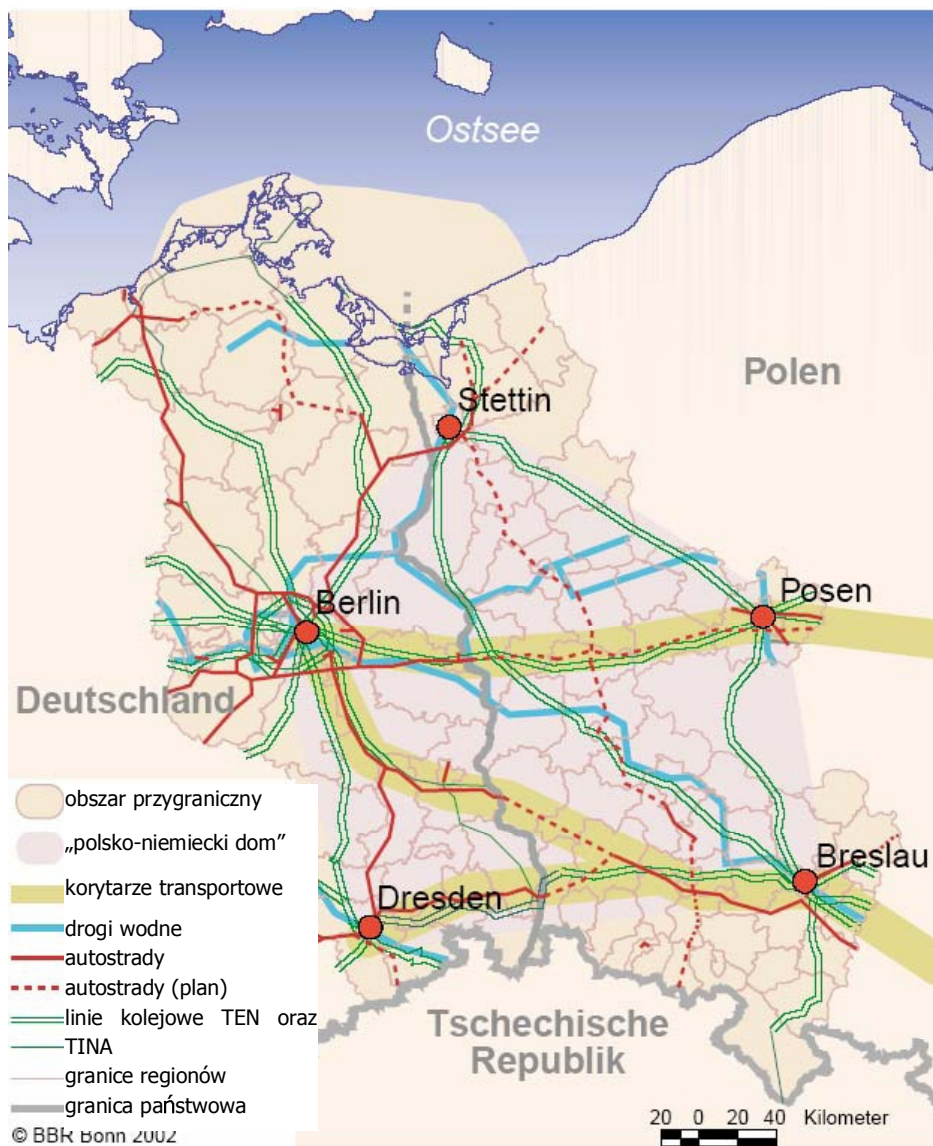 Ostsee
Polen
Stettin
Posen
Berlin
Deutschland
obszar przygraniczny
„polsko-niemiecki dom”
korytarze transportowe
drogi wodne
autostrady
autostrady (plan)
linie kolejowe TEN oraz
TINA
granice regionów
granica państwowa
© BBR Bonn 2002
Breslau
Dresden
Tschechische
Republik
20 0 20 40 Kilometer